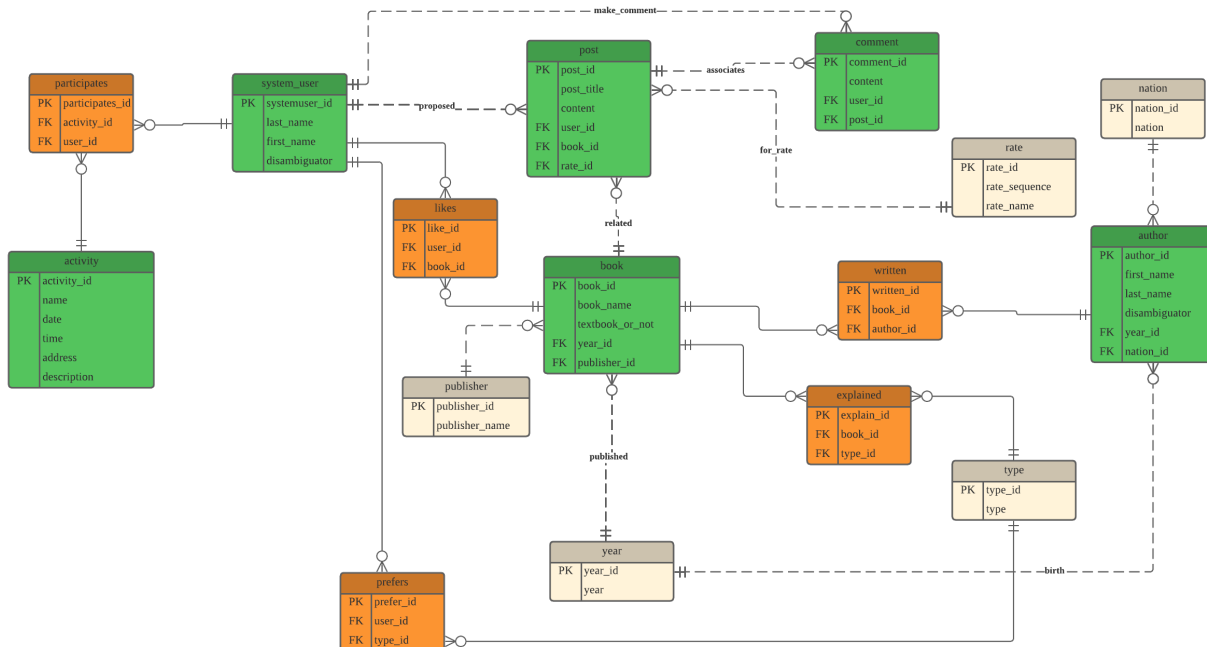 make_comment
participates
PK participates_id
FK activity_id
FK user_id
system_user
PK systemuser_id
last_name
first_name
disambiguator
proposed
post
PK post_id
post_title
content
FK user_id
FK book_id
FK rate_id
associates
comment
PK comment_id
content
FK user_id
FK post_id
for_rate
nation
PK nation_id
nation
rate
PK rate_id
rate_sequence
rate_name
likes
PK like_id
FK user_id
FK book_id
related
activity
PK activity_id
name
date
time
address
description
book
PK book_id
book_name
textbook_or_not
FK year_id
FK publisher_id
written
PK written_id
FK book_id
FK author_id
author
PK author_id
first_name
last_name
disambiguator
FK year_id
FK nation_id
publisher
PK publisher_id
publisher_name
explained
PK explain_id
FK book_id
FK type_id
published
type
PK type_id
type
year
PK year_id
year
birth
prefers
PK prefer_id
FK user_id
FK type_id